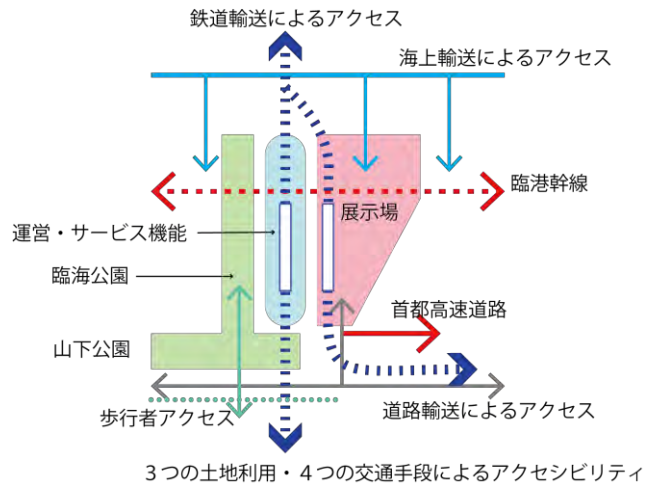 鉄道輸送によるアクセス
海上輸送によるアクセス
臨港幹線
展示場
運営・サービス機能
臨海公園
首都高速道路
山下公園
歩行者アクセス
道路輸送によるアクセス
３つの土地利用・４つの交通手段によるアクセシビリティ